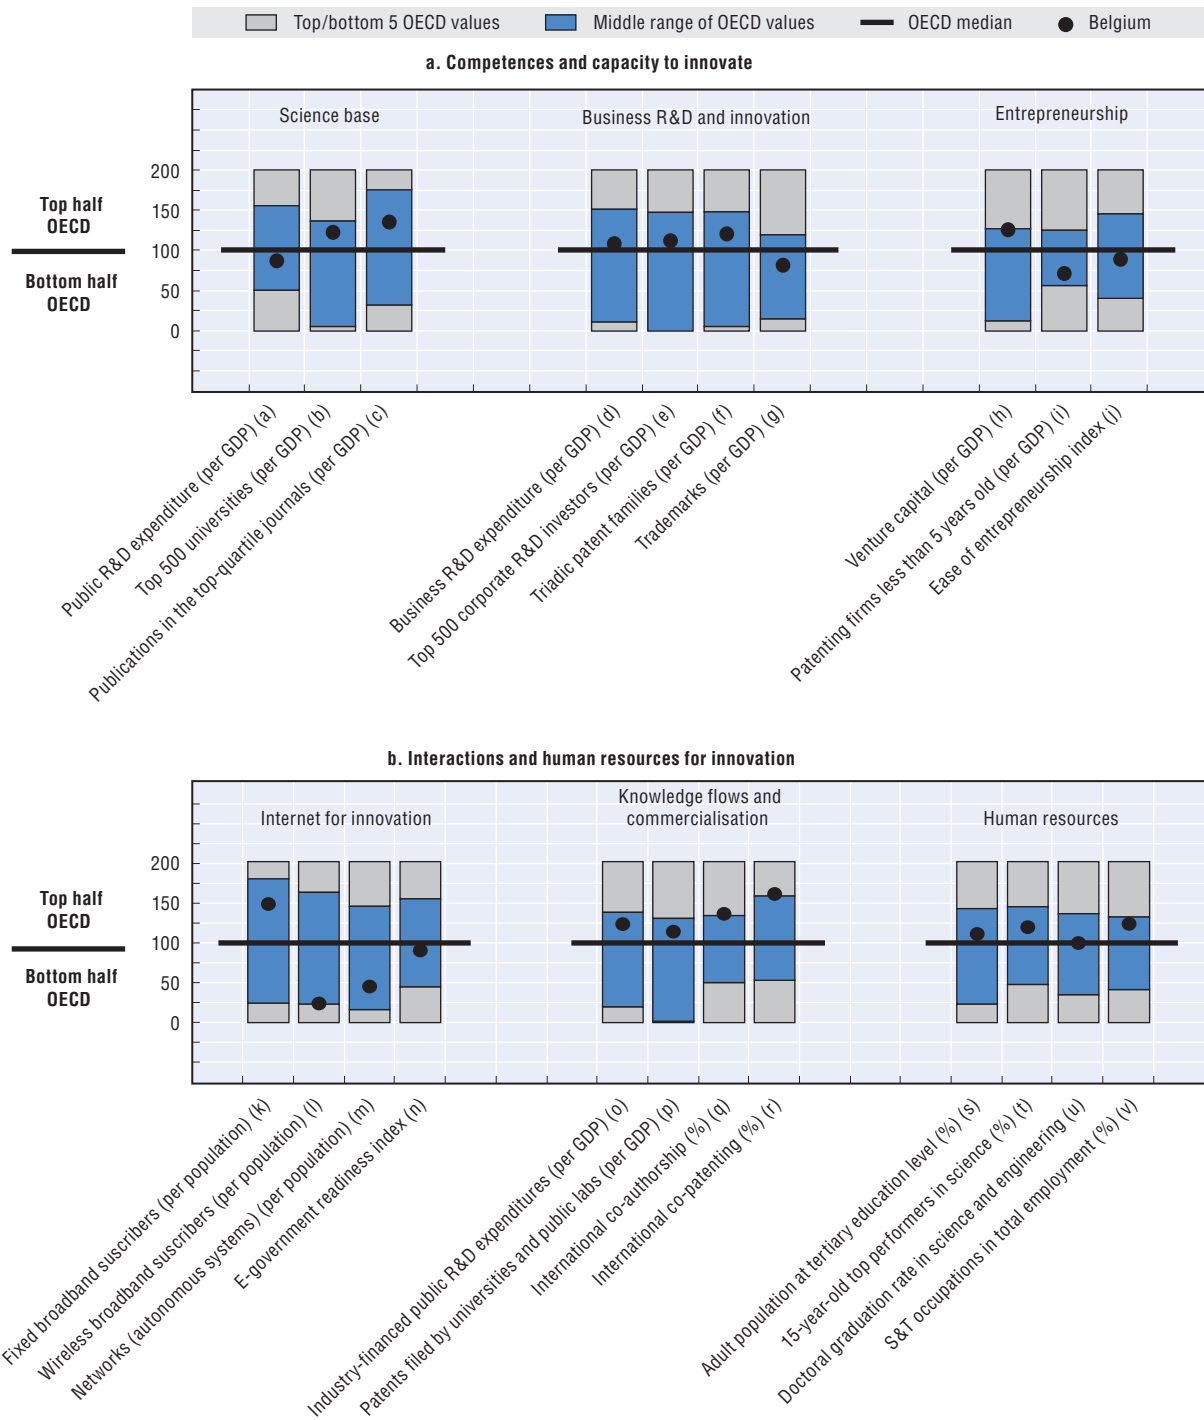 Top/bottom 5 OECD values
Middle range of OECD values
OECD median
Belgium
a. Competences and capacity to innovate
Science base
Business R&D and innovation
Entrepreneurship
Top half
OECD
Bottom half
OECD
200
150
100
50
0
Public R&D expenditure (per GDP) (a)
Top 500 universities (per GDP) (b)
Publications in the top-quartile journals (per GDP) (c)
Business R&D expenditure (per GDP) (d)
Top 500 corporate R&D investors (per GDP) (e)
Triadic patent families (per GDP) (f)
Trademarks (per GDP) (g)
Venture capital (per GDP) (h)
Patenting firms less than 5 years old (per GDP) (i)
Ease of entrepreneurship index (j)
b. Interactions and human resources for innovation
Internet for innovation
Knowledge flows and
commercialisation
Human resources
Top half
OECD
Bottom half
OECD
200
150
100
50
0
Fixed broadband suscribers (per population) (k)
Wireless broadband suscribers (per population) (l)
Networks (autonomous systems) (per population) (m)
E-government readiness index (n)
Industry-financed public R&D expenditures (per GDP) (o)
Patents filed by universities and public labs (per GDP) (p)
International co-authorship (%) (q)
International co-patenting (%) (r)
Adult population at tertiary education level (%) (s)
15-year-old top performers in science (%) (t)
Doctoral graduation rate in science and engineering (u)
S&T occupations in total employment (%) (v)